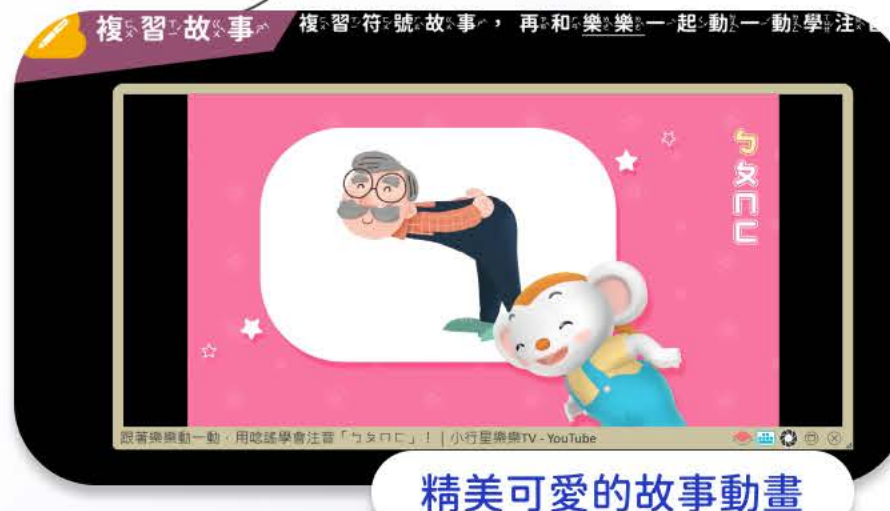 複習故事
複習符號故事，再和樂樂一起動一動學注
ㄅㄆㄇㄈ
跟著樂樂動一動，用唸謠學會注音「ㄅㄆㄇㄈ」！｜小行星樂樂TV - YouTube
精美可愛的故事動畫